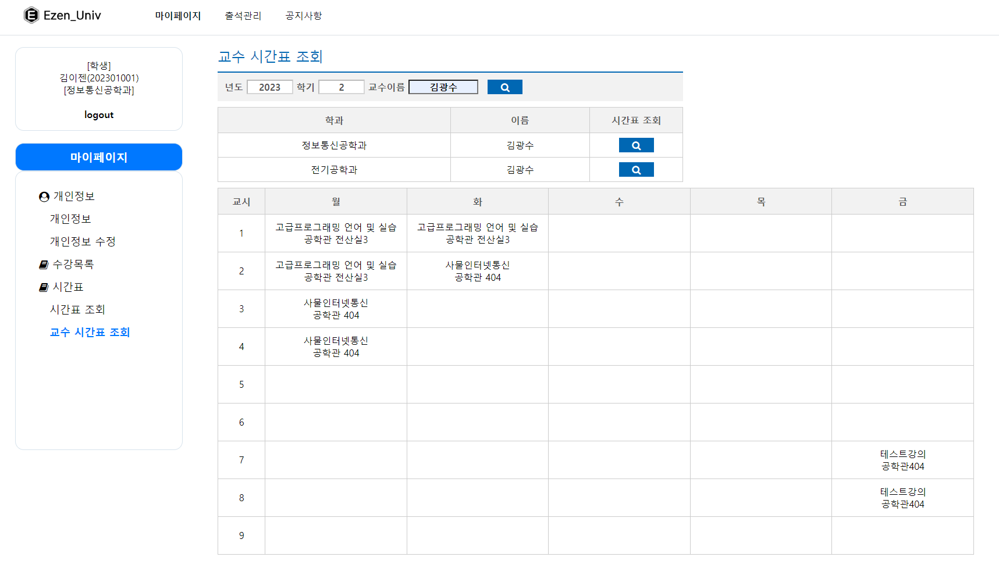 Ezen_Univ 마이페이지 출석관리 공지사항
[학생]
김이젠(202301001)
[정보통신공학과]
logout
마이페이지
개인정보
개인정보
개인정보 수정
수강목록
시간표
시간표 조회
교수 시간표 조회
교수 시간표 조회
년도 2023 학기 2 교수이름 김광수
학과 이름 시간표 조회
정보통신공학과 김광수
전기공학과 김광수
교시 월 화 수 목 금
1 고급프로그래밍 언어 및 실습 고급프로그래밍 언어 및 실습
공학관 전산실3 공학관 전산실3
2 고급프로그래밍 언어 및 실습 사물인터넷통신
공학관 전산실3 공학관 404
3 사물인터넷통신
공학관 404
4 사물인터넷통신
공학관 404
5
6
7 테스트강의
공학관404
8 테스트강의
공학관404
9